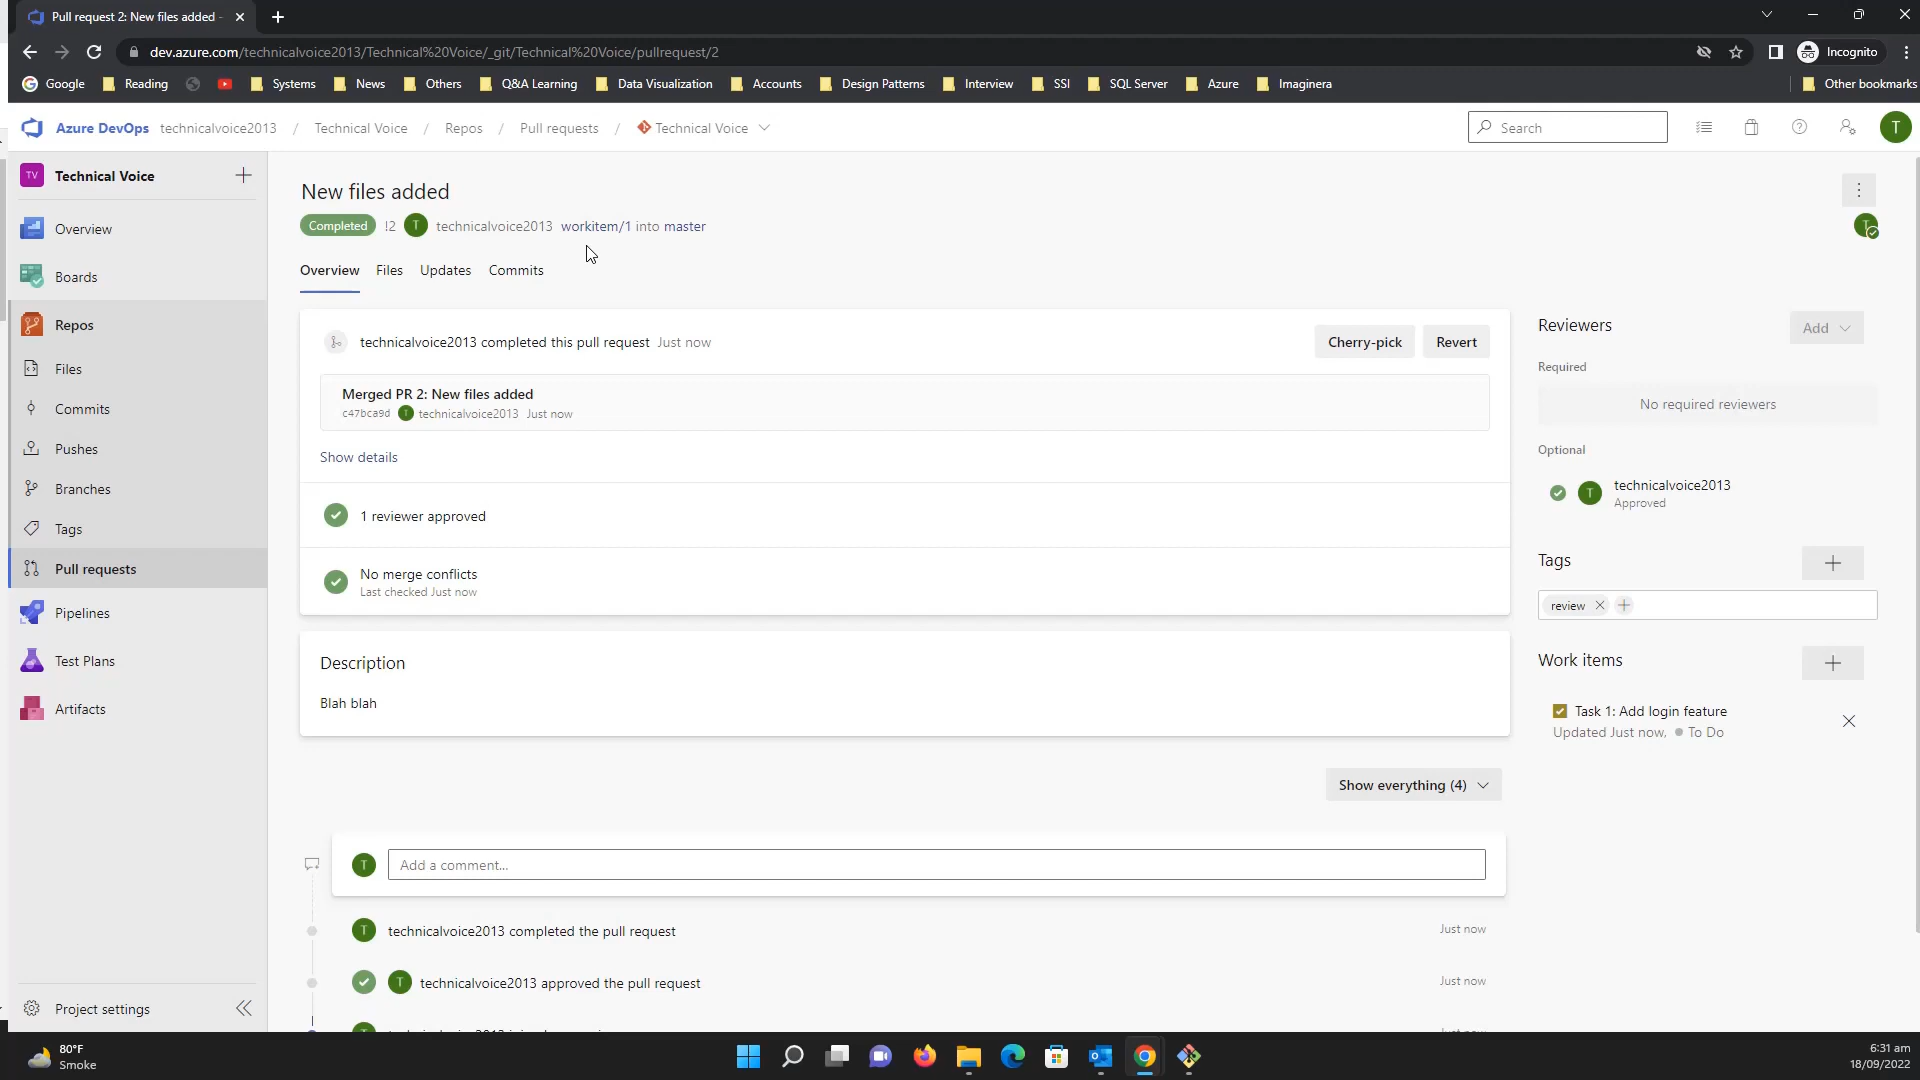 Pull request 2: New files added -
dev.azure.com/technicalvoice2013/Technical%20Voice/_git/Technical%20Voice/pullrequest/2
Incognito
Google
Reading
Systems
News
Others
Q&A Learning
Data Visualization
Accounts
Design Patterns
Interview
SSI
SQL Server
Azure
Imaginera
Other bookmarks
Azure DevOps technicalvoice2013 / Technical Voice / Repos / Pull requests / Technical Voice
Search
T
TV Technical Voice
Overview
Boards
Repos
Files
Commits
Pushes
Branches
Tags
Pull requests
Pipelines
Test Plans
Artifacts
Project settings
New files added
Completed !2 T technicalvoice2013 workitem/1 into master
T
Overview Files Updates Commits
technicalvoice2013 completed this pull request Just now
Cherry-pick
Revert
Merged PR 2: New files added
c47bca9d T technicalvoice2013 Just now
Show details
1 reviewer approved
No merge conflicts
Last checked Just now
Description
Blah blah
Show everything (4)
T Add a comment...
T technicalvoice2013 completed the pull request Just now
T technicalvoice2013 approved the pull request Just now
Reviewers
Add
Required
No required reviewers
Optional
T technicalvoice2013
Approved
Tags
review
Work items
Task 1: Add login feature
Updated Just now, To Do
80°F
Smoke
6:31 am
18/09/2022